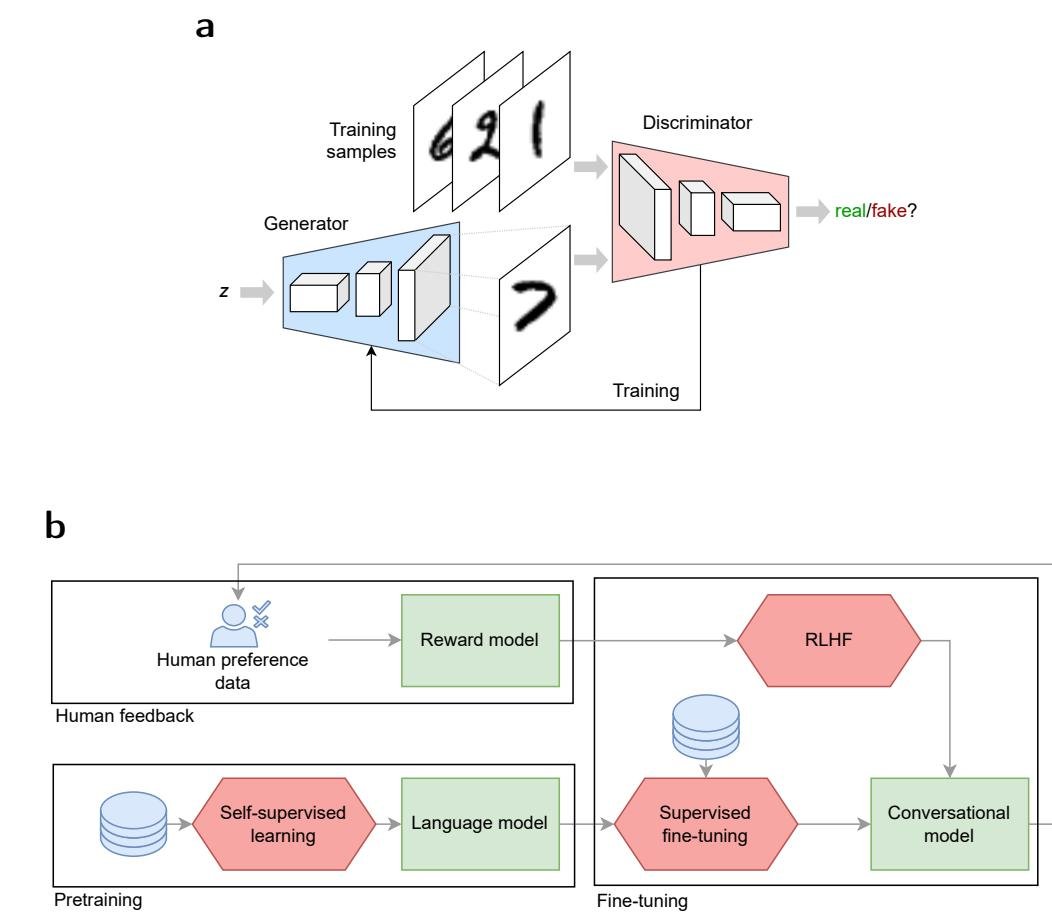 a
Training
samples
6 2 1
Discriminator
real/fake?
Generator
z
7
Training
b
Human preference
data
Reward model
RLHF
Human feedback
Self-supervised
learning
Language model
Supervised
fine-tuning
Conversational
model
Pretraining
Fine-tuning